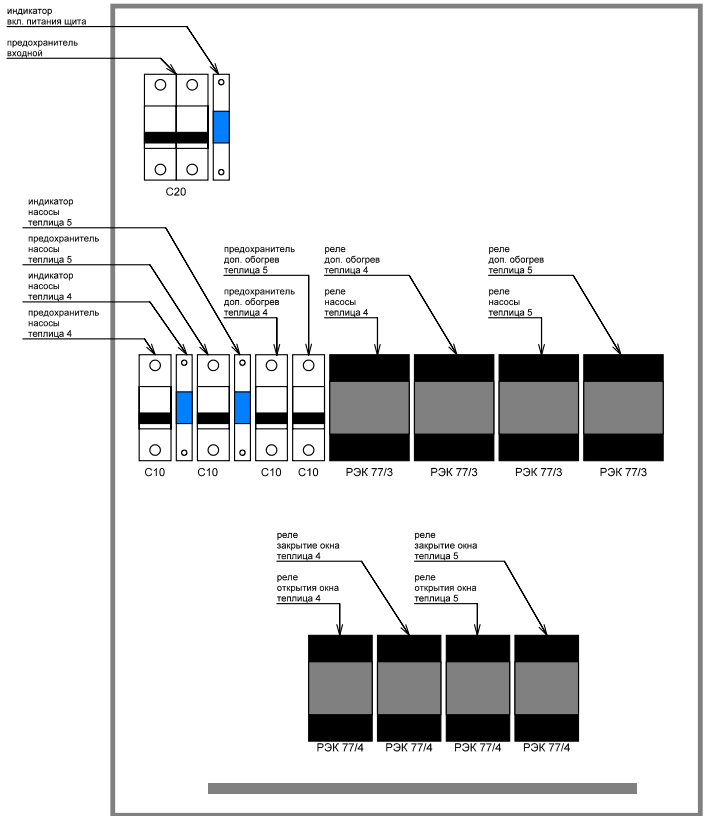 индикатор
вкл. питания щита
предохранитель
входной
C20
индикатор
насосы
теплица 5
предохранитель
насосы
теплица 5
индикатор
насосы
теплица 4
предохранитель
насосы
теплица 4
предохранитель
доп. обогрев
теплица 5
предохранитель
доп. обогрев
теплица 4
реле
доп. обогрев
теплица 4
реле
насосы
теплица 4
реле
доп. обогрев
теплица 5
реле
насосы
теплица 5
C10
C10
C10
C10
РЭК 77/3
РЭК 77/3
РЭК 77/3
РЭК 77/3
реле
закрытие окна
теплица 4
реле
открытия окна
теплица 4
реле
закрытие окна
теплица 5
реле
открытия окна
теплица 5
РЭК 77/4
РЭК 77/4
РЭК 77/4
РЭК 77/4